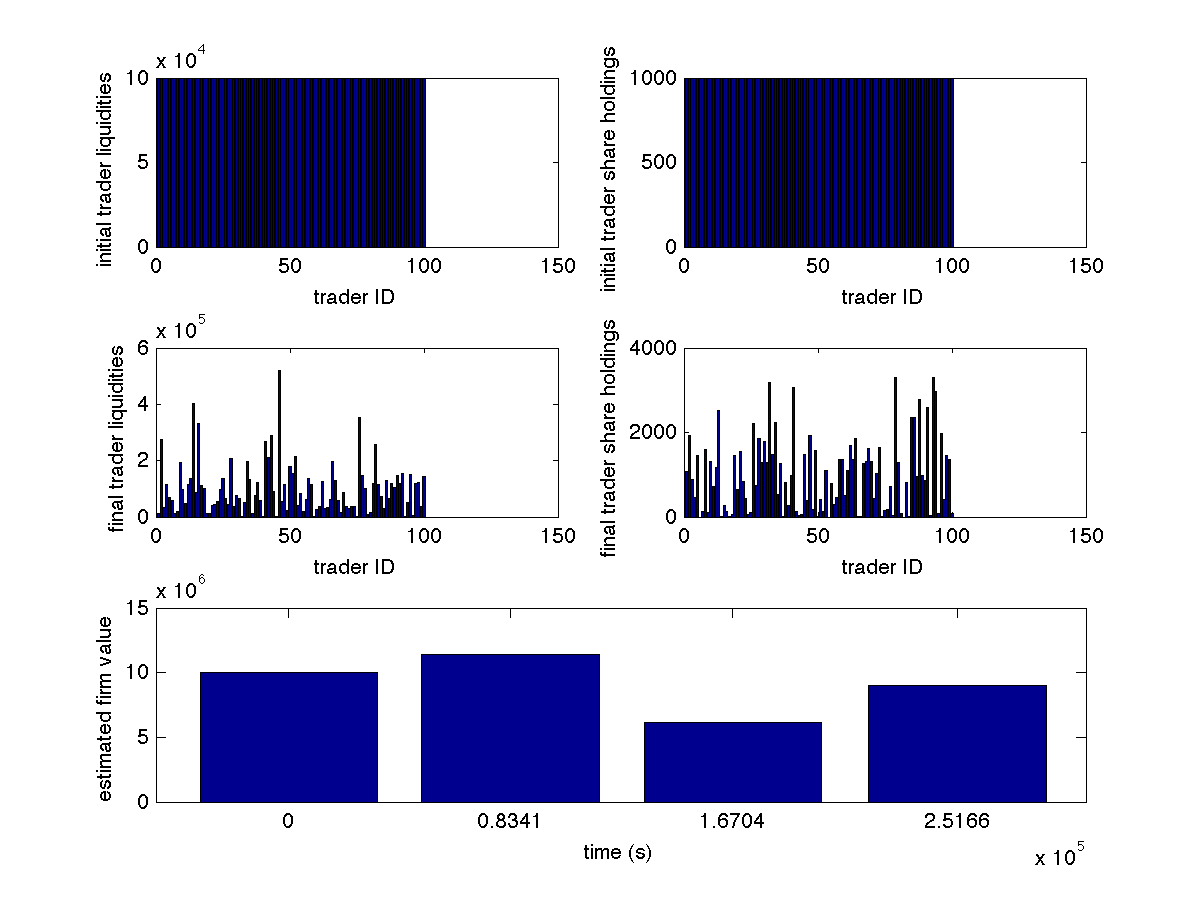 x 10^4
initial trader liquidities
10
5
0
0 50 100 150
trader ID
initial trader share holdings
1000
500
0
0 50 100 150
trader ID
x 10^5
final trader liquidities
6
4
2
0
0 50 100 150
trader ID
final trader share holdings
4000
2000
0
0 50 100 150
trader ID
x 10^6
estimated firm value
15
10
5
0
0 0.8341 1.6704 2.5166
time (s)
x 10^5